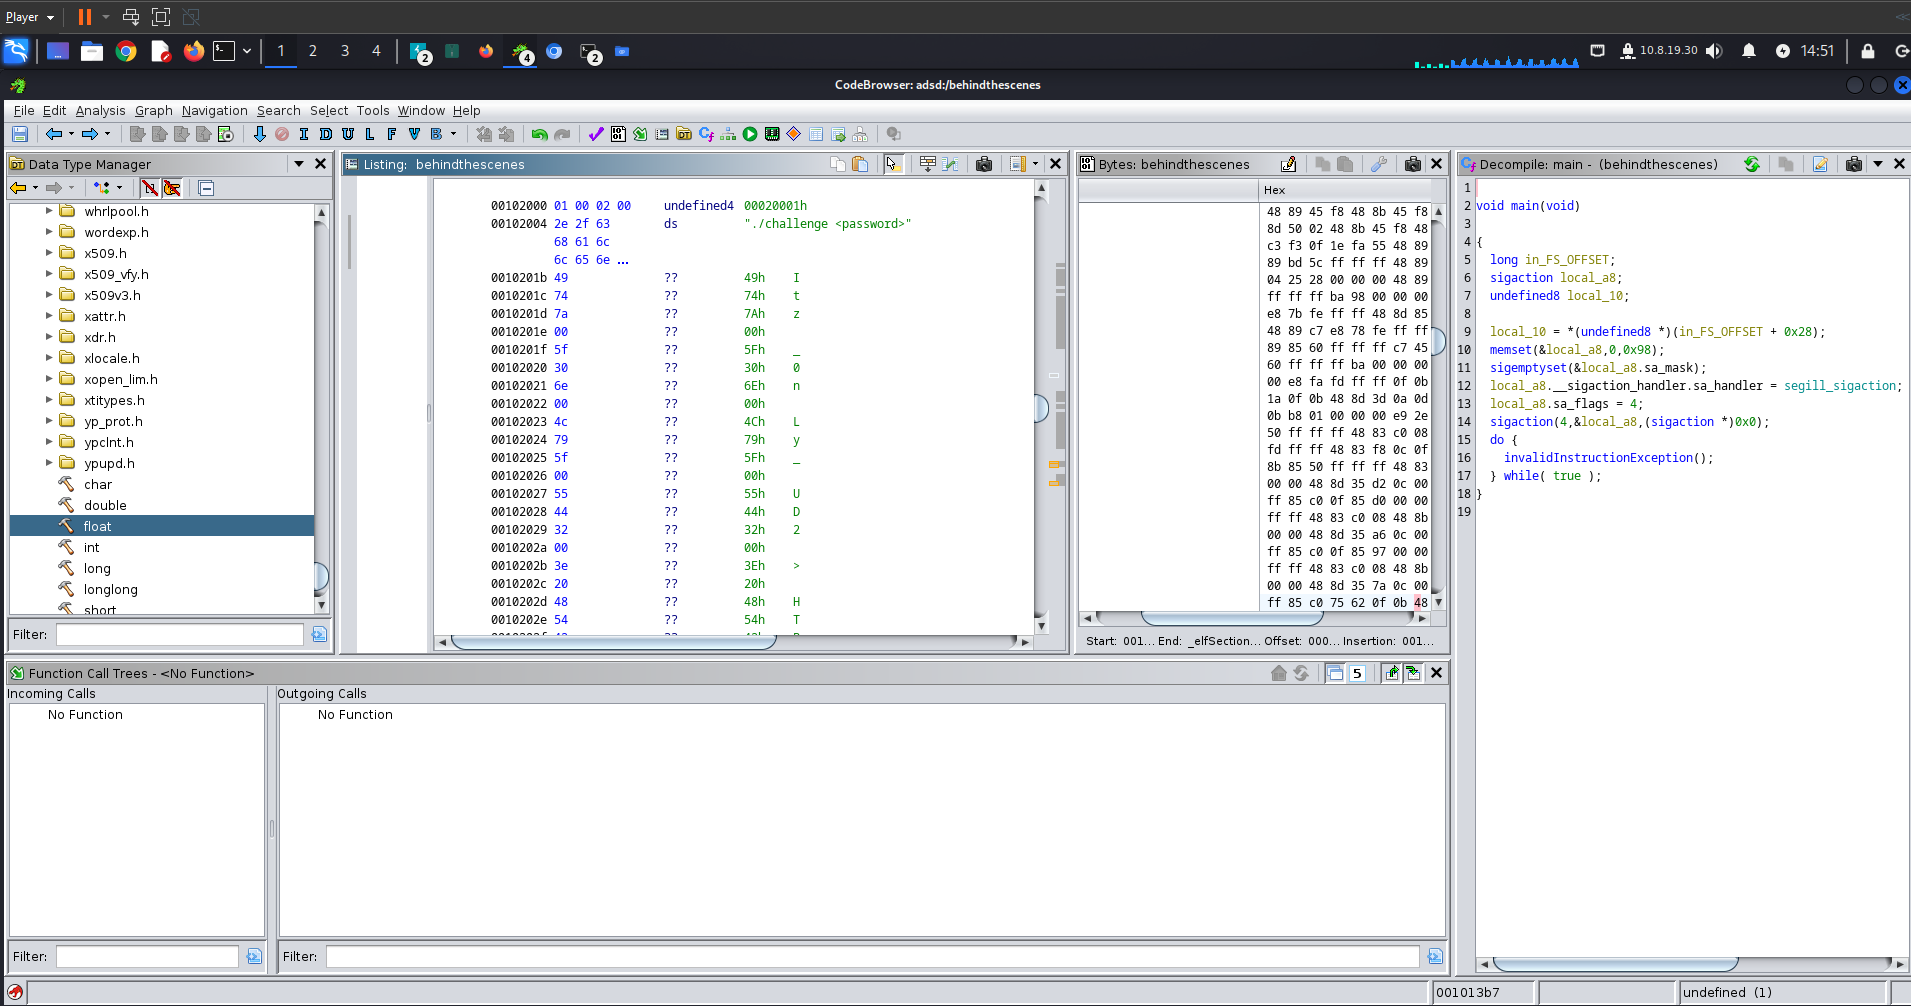 Player
1 2 3 4
2
4
2
10.8.19.30
14:51
CodeBrowser: adsd:/behindthescenes
File Edit Analysis Graph Navigation Search Select Tools Window Help
I D U L F V B
Data Type Manager
whrlpool.h
wordexp.h
x509.h
x509_vfy.h
x509v3.h
xattr.h
xdr.h
xlocale.h
xopen_lim.h
xtitypes.h
yp_prot.h
ypclnt.h
ypupd.h
char
double
float
int
long
longlong
short
Filter:
Listing: behindthescenes
00102000 01 00 02 00 undefined4 00020001h
00102004 2e 2f 63 ds "./challenge <password>"
68 61 6c
6c 65 6e ...
0010201b 49 ?? 49h I
0010201c 74 ?? 74h t
0010201d 7a ?? 7Ah z
0010201e 00 ?? 00h
0010201f 5f ?? 5Fh _
00102020 30 ?? 30h 0
00102021 6e ?? 6Eh n
00102022 00 ?? 00h
00102023 4c ?? 4Ch L
00102024 79 ?? 79h y
00102025 5f ?? 5Fh _
00102026 00 ?? 00h
00102027 55 ?? 55h U
00102028 44 ?? 44h D
00102029 32 ?? 32h 2
0010202a 00 ?? 00h
0010202b 3e ?? 3Eh >
0010202c 20 ?? 20h
0010202d 48 ?? 48h H
0010202e 54 ?? 54h T
Bytes: behindthescenes
Hex
48 89 45 f8 48 8b 45 f8
8d 50 02 48 8b 45 f8 48
c3 f3 0f 1e fa 55 48 89
89 bd 5c ff ff ff 48 89
04 25 28 00 00 00 48 89
ff ff ff ba 98 00 00 00
e8 7b fe ff ff 48 8d 85
48 89 c7 e8 78 fe ff ff
89 85 60 ff ff ff c7 45
60 ff ff ff ba 00 00 00
00 e8 fa fd ff ff 0f 0b
1a 0f 0b 48 8d 3d 0a 0d
0b b8 01 00 00 00 e9 2e
50 ff ff ff 48 83 c0 08
fd ff ff 48 83 f8 0c 0f
8b 85 50 ff ff ff 48 83
00 00 48 8d 35 d2 0c 00
ff 85 c0 0f 85 d0 00 00
ff ff 48 83 c0 08 48 8b
00 00 48 8d 35 a6 0c 00
ff 85 c0 0f 85 97 00 00
ff ff 48 83 c0 08 48 8b
00 00 48 8d 35 7a 0c 00
ff 85 c0 75 62 0f 0b 48
Start: 001... End: _elfSection... Offset: 000... Insertion: 001...
Decompile: main - (behindthescenes)
1
2 void main(void)
3
4 {
5 long in_FS_OFFSET;
6 sigaction local_a8;
7 undefined8 local_10;
8
9 local_10 = *(undefined8 *)(in_FS_OFFSET + 0x28);
10 memset(&local_a8,0,0x98);
11 sigemptyset(&local_a8.sa_mask);
12 local_a8.__sigaction_handler.sa_handler = segill_sigaction;
13 local_a8.sa_flags = 4;
14 sigaction(4,&local_a8,(sigaction *)0x0);
15 do {
16 invalidInstructionException();
17 } while( true );
18 }
19
Function Call Trees - <No Function>
5
Incoming Calls
No Function
Outgoing Calls
No Function
Filter:
Filter:
001013b7
undefined (1)